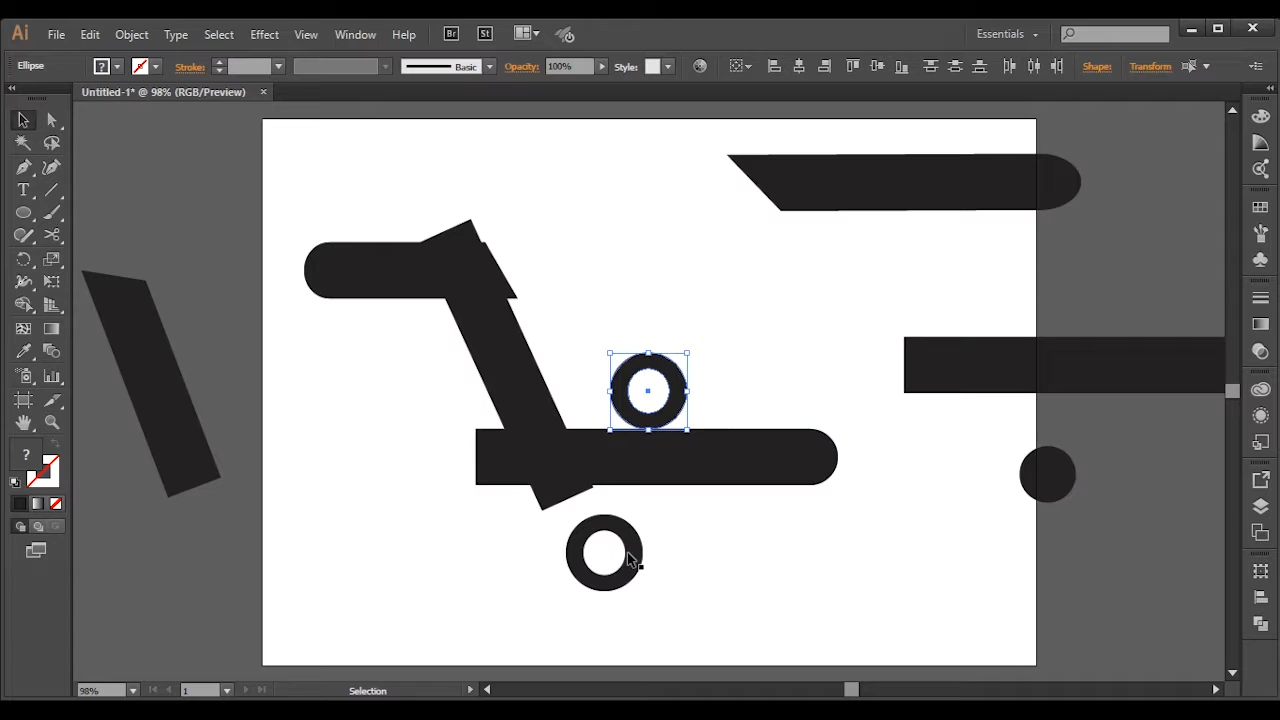 Ai File Edit Object Type Select Effect View Window Help Br St Essentials
Ellipse ? Stroke: Basic Opacity: 100% Style: Shape: Transform
Untitled-1* @ 98% (RGB/Preview) ×
T
?
98% 1 Selection